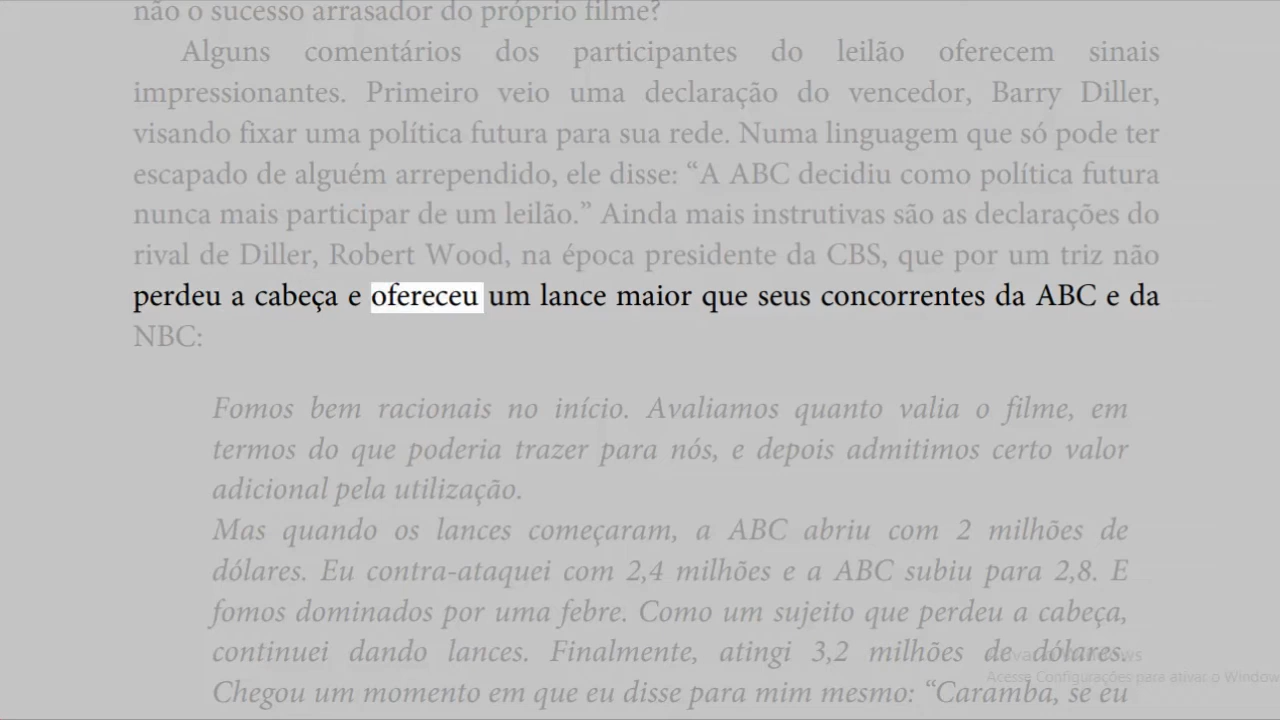 não o sucesso arrasador do próprio filme?
Alguns comentários dos participantes do leilão oferecem sinais
impressionantes. Primeiro veio uma declaração do vencedor, Barry Diller,
visando fixar uma política futura para sua rede. Numa linguagem que só pode ter
escapado de alguém arrependido, ele disse: “A ABC decidiu como política futura
nunca mais participar de um leilão.” Ainda mais instrutivas são as declarações do
rival de Diller, Robert Wood, na época presidente da CBS, que por um triz não
perdeu a cabeça e ofereceu um lance maior que seus concorrentes da ABC e da
NBC:
Fomos bem racionais no início. Avaliamos quanto valia o filme, em
termos do que poderia trazer para nós, e depois admitimos certo valor
adicional pela utilização.
Mas quando os lances começaram, a ABC abriu com 2 milhões de
dólares. Eu contra-ataquei com 2,4 milhões e a ABC subiu para 2,8. E
fomos dominados por uma febre. Como um sujeito que perdeu a cabeça,
continuei dando lances. Finalmente, atingi 3,2 milhões de dólares.
Chegou um momento em que eu disse para mim mesmo: “Caramba, se eu
Ativar o Windows
Acesse Configurações para ativar o Window